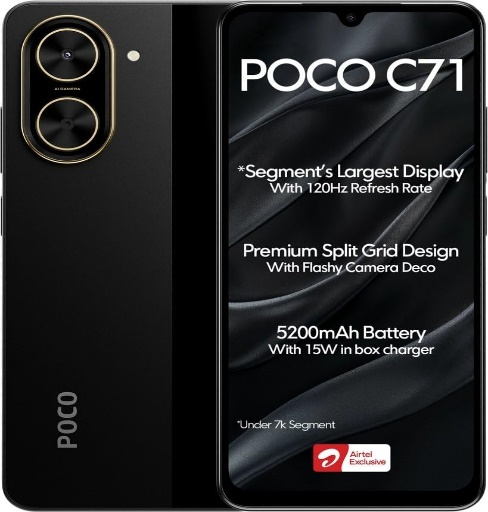 AI CAMERA
POCO
POCO C71
*Segment's Largest Display
With 120Hz Refresh Rate
Premium Split Grid Design
With Flashy Camera Deco
5200mAh Battery
With 15W in box charger
*Under 7k Segment
Airtel
Exclusive